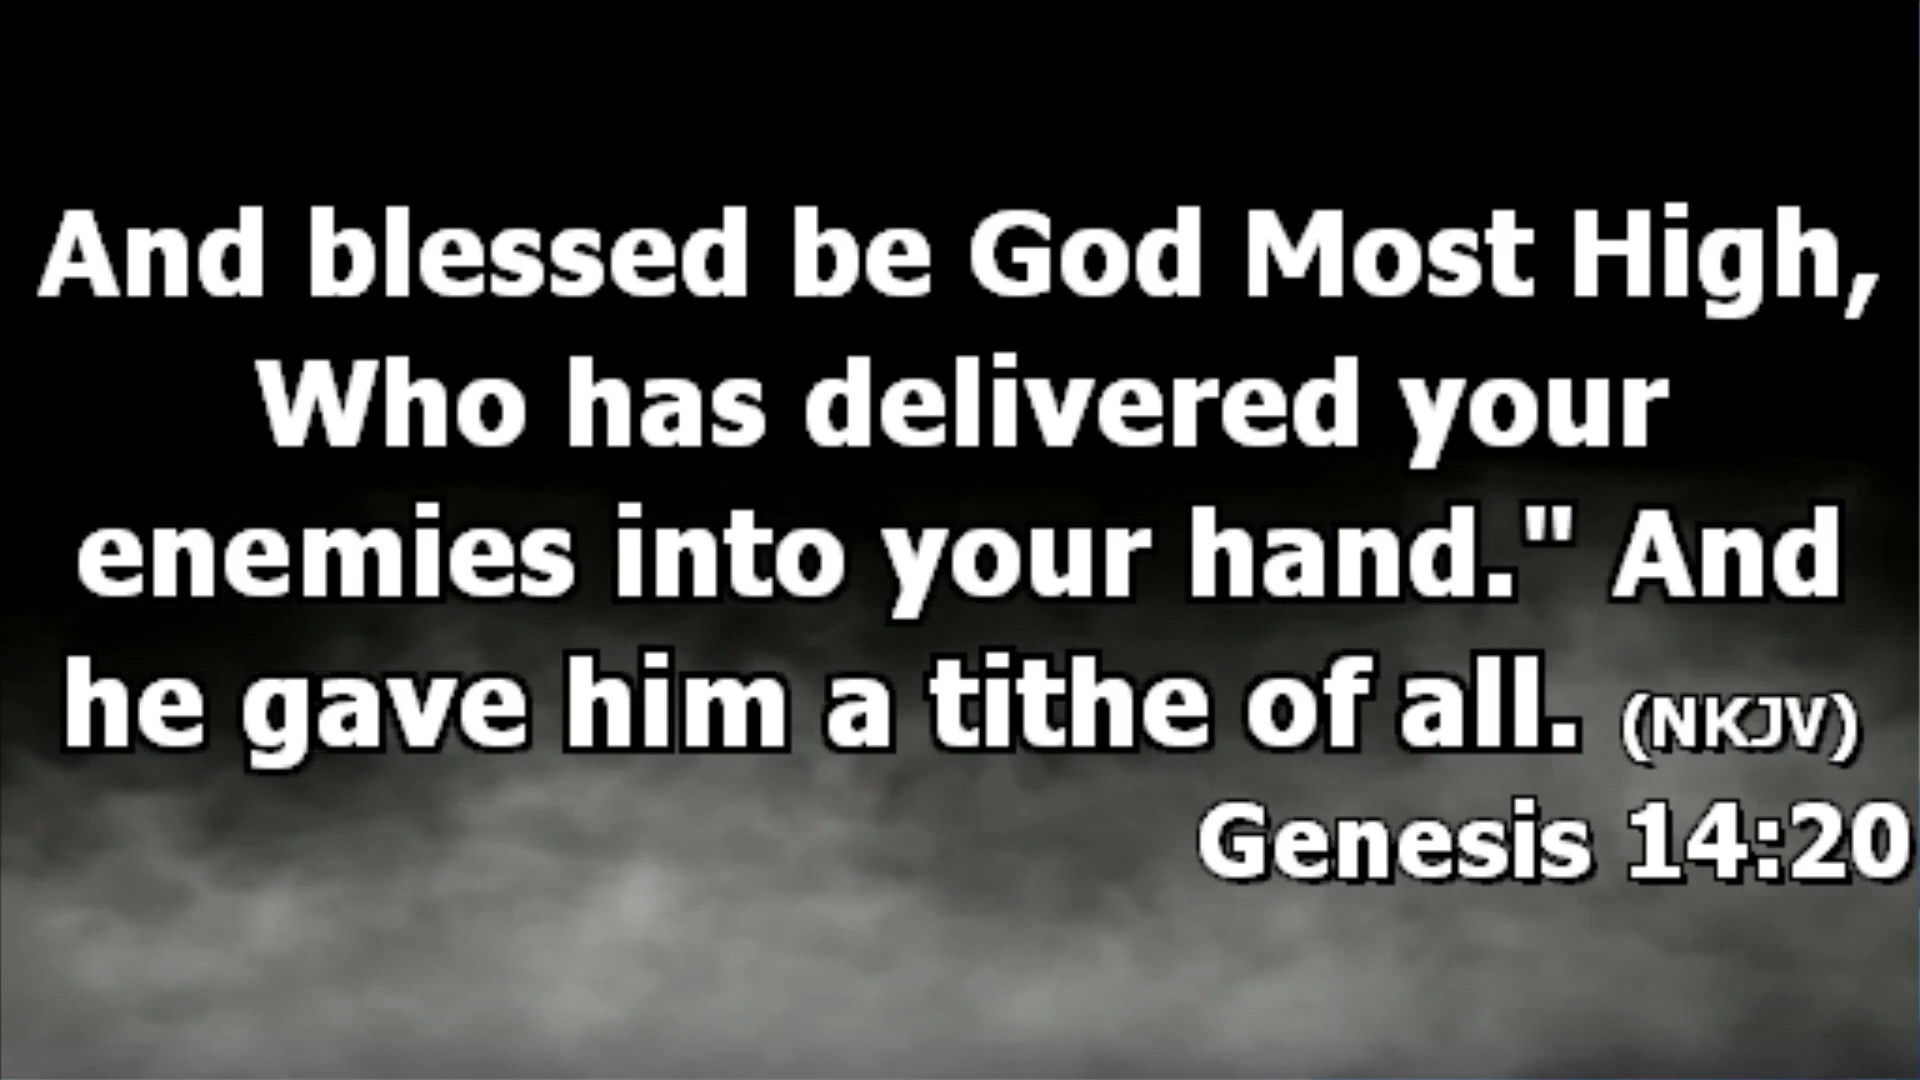 And blessed be God Most High,
Who has delivered your
enemies into your hand." And
he gave him a tithe of all. (NKJV)
Genesis 14:20